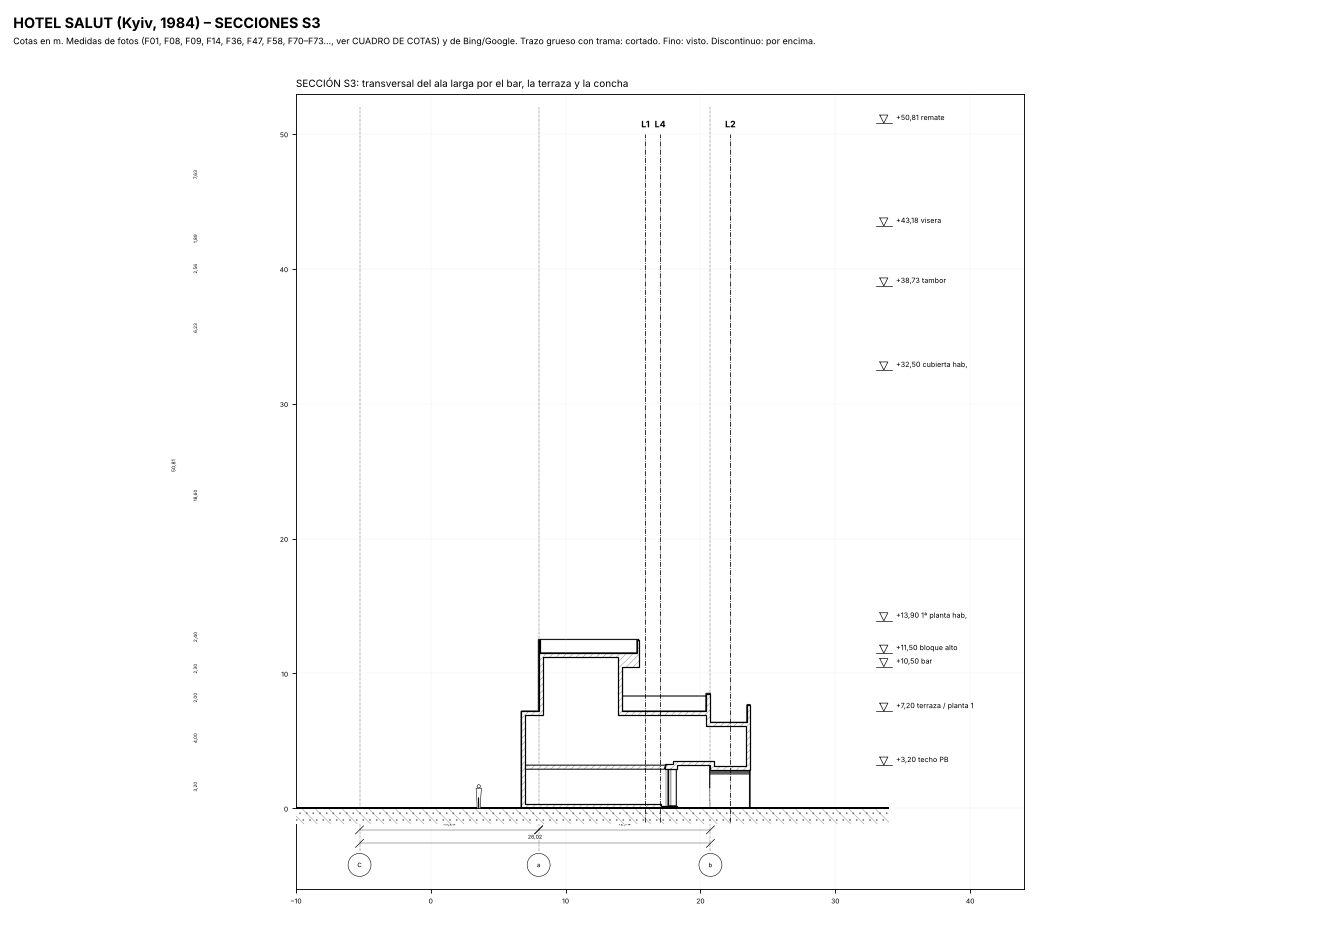 HOTEL SALUT (Kyiv, 1984) – SECCIONES S3
Cotas en m. Medidas de fotos (F01, F08, F09, F14, F36, F47, F58, F70–F73..., ver CUADRO DE COTAS) y de Bing/Google. Trazo grueso con trama: cortado. Fino: visto. Discontinuo: por encima.
SECCIÓN S3: transversal del ala larga por el bar, la terraza y la concha
L1 L4 L2
+50,81 remate
50
7,63
+43,18 visera
1,89
2,56
40
+38,73 tambor
6,23
+32,50 cubierta hab,
30
50,81
18,60
20
+13,90 1ª planta hab,
2,40
+11,50 bloque alto
+10,50 bar
10
2,30
2,00
+7,20 terraza / planta 1
4,00
+3,20 techo PB
3,20
0
26,02
C a b
−10 0 10 20 30 40